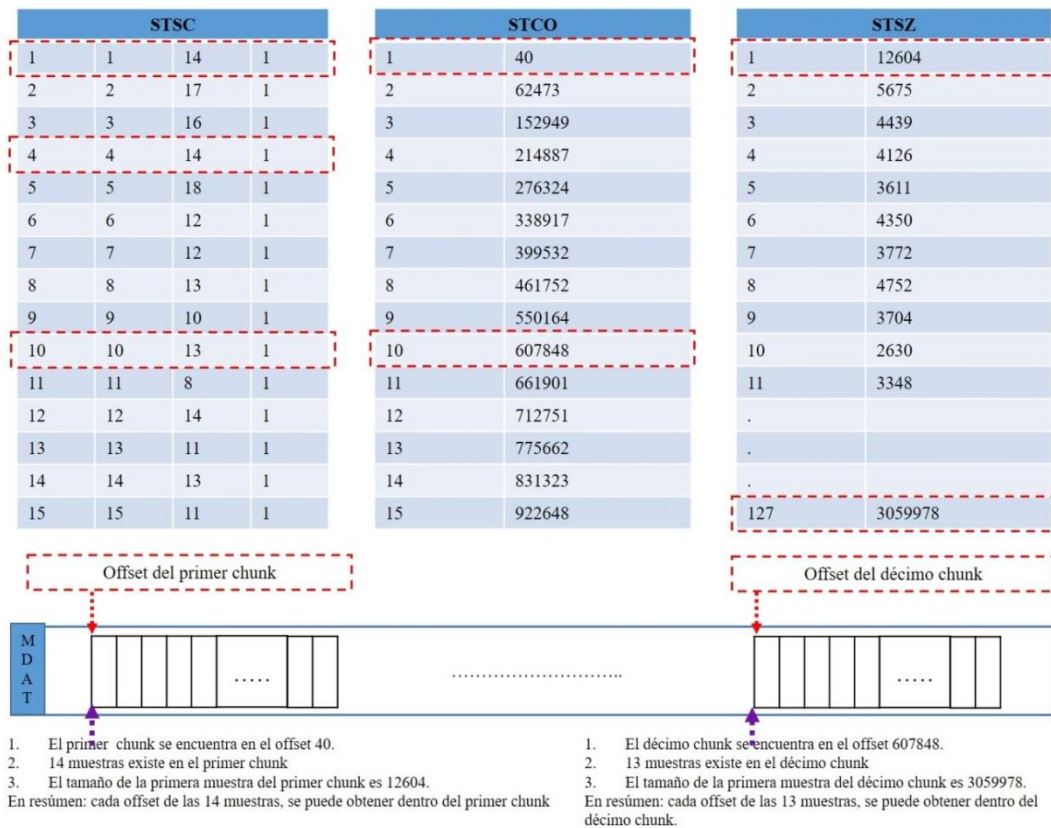 STSC
1 1 14 1
2 2 17 1
3 3 16 1
4 4 14 1
5 5 18 1
6 6 12 1
7 7 12 1
8 8 13 1
9 9 10 1
10 10 13 1
11 11 8 1
12 12 14 1
13 13 11 1
14 14 13 1
15 15 11 1
STCO
1 40
2 62473
3 152949
4 214887
5 276324
6 338917
7 399532
8 461752
9 550164
10 607848
11 661901
12 712751
13 775662
14 831323
15 922648
STSZ
1 12604
2 5675
3 4439
4 4126
5 3611
6 4350
7 3772
8 4752
9 3704
10 2630
11 3348
.
.
.
127 3059978
Offset del primer chunk
Offset del décimo chunk
M
D
A
T
.....
.............................
.....
1. El primer chunk se encuentra en el offset 40.
2. 14 muestras existe en el primer chunk
3. El tamaño de la primera muestra del primer chunk es 12604.
En resúmen: cada offset de las 14 muestras, se puede obtener dentro del primer chunk
1. El décimo chunk se encuentra en el offset 607848.
2. 13 muestras existe en el décimo chunk
3. El tamaño de la primera muestra del décimo chunk es 3059978.
En resúmen: cada offset de las 13 muestras, se puede obtener dentro del
décimo chunk.